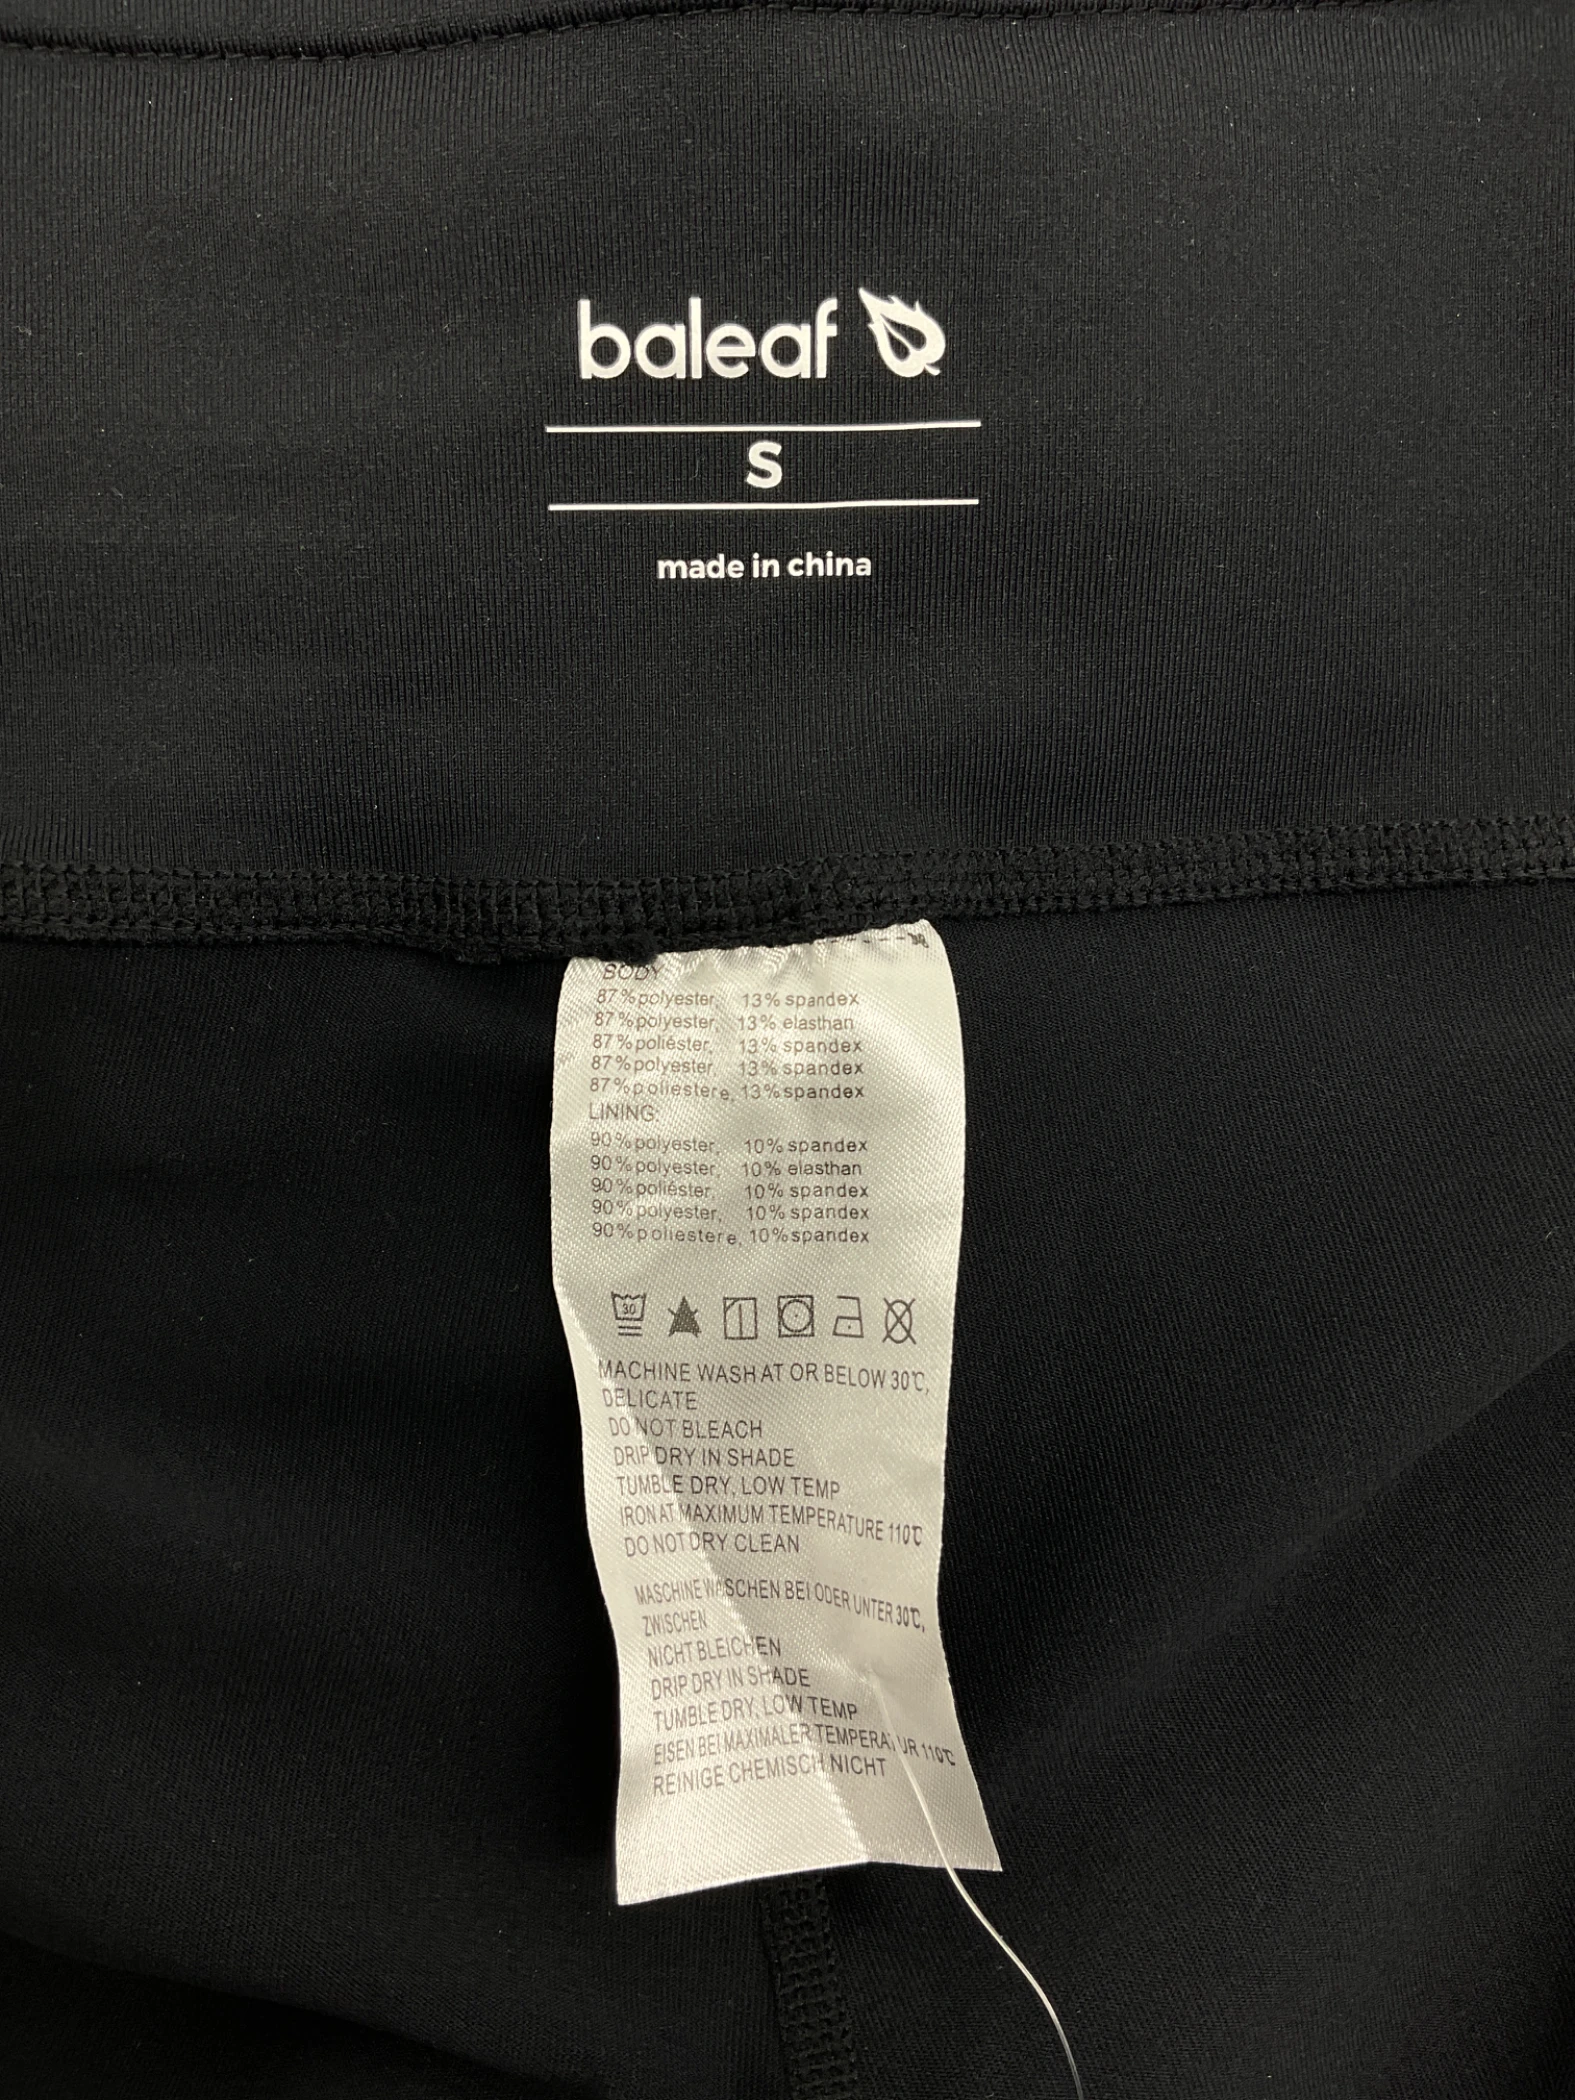 baleaf
S
made in china
BODY
87%polyester, 13% spandex
87%polyester, 13% elasthan
87%poliéster, 13% spandex
87%polyester, 13% spandex
87%poliestere, 13%spandex
LINING:
90%polyester, 10% spandex
90%polyester, 10% elasthan
90%poliéster, 10% spandex
90%polyester, 10% spandex
90%poliestere, 10%spandex
30
MACHINE WASH AT OR BELOW 30℃,
DELICATE
DO NOT BLEACH
DRIP DRY IN SHADE
TUMBLE DRY, LOW TEMP
IRON AT MAXIMUM TEMPERATURE 110℃
DO NOT DRY CLEAN
MASCHINE WASCHEN BEI ODER UNTER 30℃,
ZWISCHEN
NICHT BLEICHEN
DRIP DRY IN SHADE
TUMBLE DRY, LOW TEMP
EISEN BEI MAXIMALER TEMPERATUR 110℃
REINIGE CHEMISCH NICHT